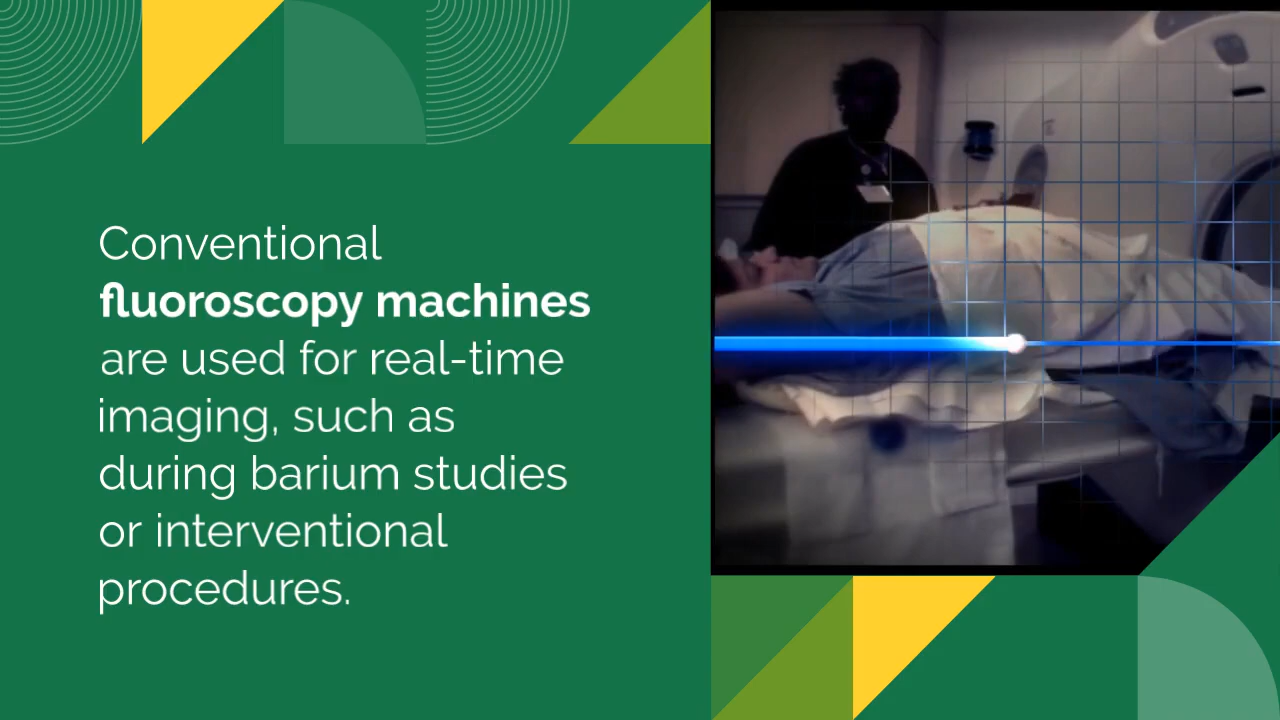 Conventional
fluoroscopy machines
are used for real-time
imaging, such as
during barium studies
or interventional
procedures.